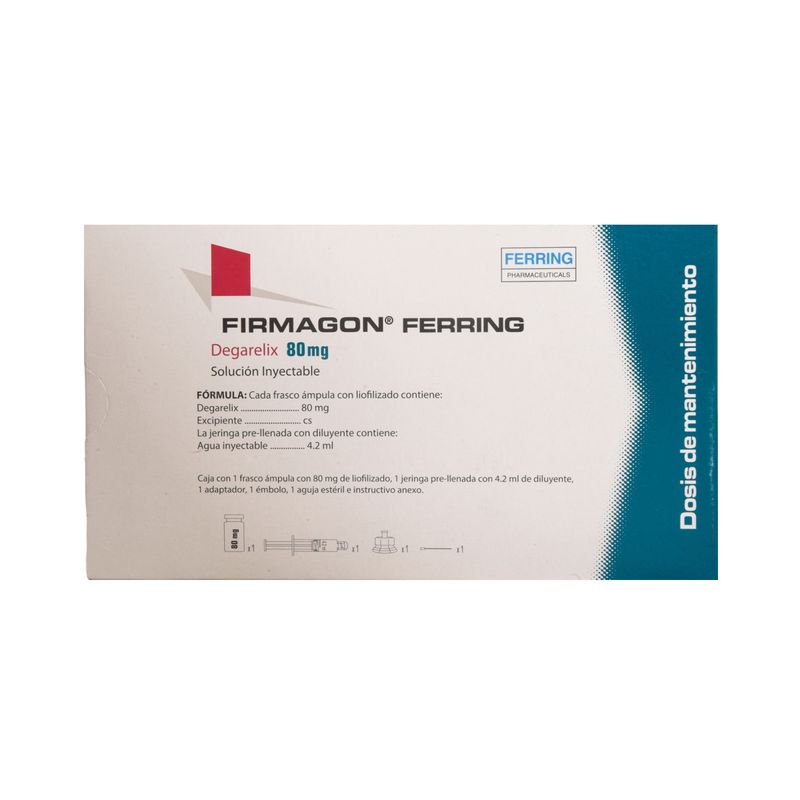 FERRING
PHARMACEUTICALS
FIRMAGON® FERRING
Degarelix 80mg
Solución Inyectable
FÓRMULA: Cada frasco ámpula con liofilizado contiene:
Degarelix ........................... 80 mg
Excipiente .......................... cs
La jeringa pre-llenada con diluyente contiene:
Agua inyectable ................ 4.2 ml
Caja con 1 frasco ámpula con 80 mg de liofilizado, 1 jeringa pre-llenada con 4.2 ml de diluyente,
1 adaptador, 1 émbolo, 1 aguja estéril e instructivo anexo.
80 mg x1 x1 x1 x1
Dosis de mantenimiento